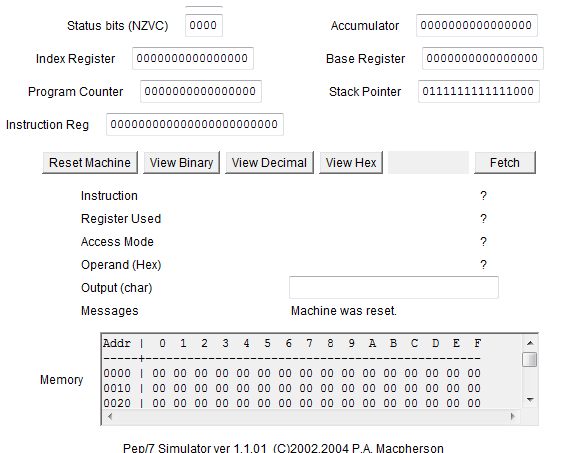 Status bits (NZVC) 0000 Accumulator 0000000000000000
Index Register 0000000000000000 Base Register 0000000000000000
Program Counter 0000000000000000 Stack Pointer 0111111111111000
Instruction Reg 000000000000000000000000
Reset Machine View Binary View Decimal View Hex Fetch
Instruction ?
Register Used ?
Access Mode ?
Operand (Hex) ?
Output (char)
Messages Machine was reset.
Addr | 0 1 2 3 4 5 6 7 8 9 A B C D E F
-----+------------------------------------------------
Memory
0000 | 00 00 00 00 00 00 00 00 00 00 00 00 00 00 00 00
0010 | 00 00 00 00 00 00 00 00 00 00 00 00 00 00 00 00
0020 | 00 00 00 00 00 00 00 00 00 00 00 00 00 00 00 00
Pep/7 Simulator ver 1.1.01 (C)2002,2004 P.A. Macpherson